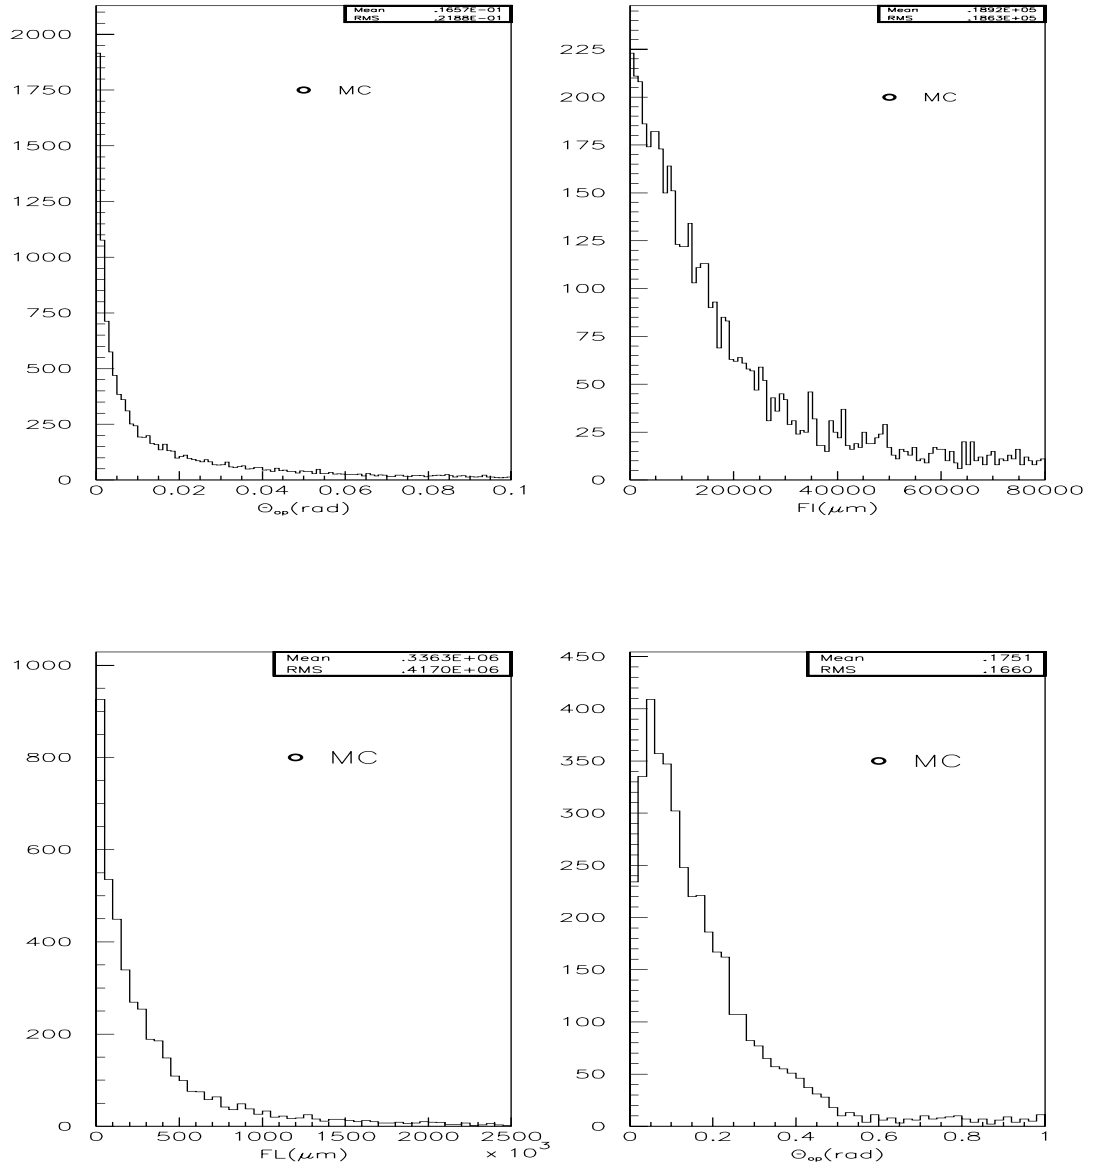 Mean .1657E-01
RMS .2188E-01
2000
1750
1500
1250
1000
750
500
250
0
MC
0 0.02 0.04 0.06 0.08 0.1
Θop(rad)
Mean .1892E+05
RMS .1863E+05
225
200
175
150
125
100
75
50
25
0
MC
0 20000 40000 60000 80000
Fl(μm)
Mean .3363E+06
RMS .4170E+06
1000
800
600
400
200
0
MC
0 500 1000 1500 2000 2500
× 10³
FL(μm)
Mean .1751
RMS .1660
450
400
350
300
250
200
150
100
50
0
MC
0 0.2 0.4 0.6 0.8 1
Θop(rad)